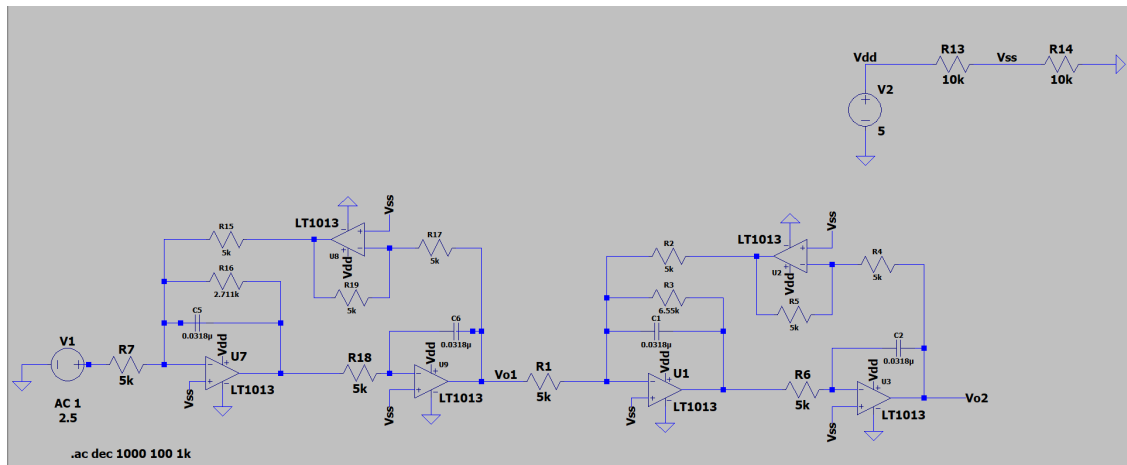 Vdd
R13
10k
Vss
R14
10k
V2
5
R15
5k
LT1013
U8
Vdd
Vss
R17
5k
R16
2.711k
R19
5k
C5
0.0318µ
C6
0.0318µ
V1
AC 1
2.5
R7
5k
Vss
Vdd
U7
LT1013
R18
5k
Vss
Vdd
U9
LT1013
Vo1
R1
5k
R2
5k
LT1013
U2
Vdd
Vss
R4
5k
R3
6.55k
R5
5k
C1
0.0318µ
C2
0.0318µ
Vss
Vdd
U1
LT1013
R6
5k
Vss
Vdd
U3
LT1013
Vo2
.ac dec 1000 100 1k